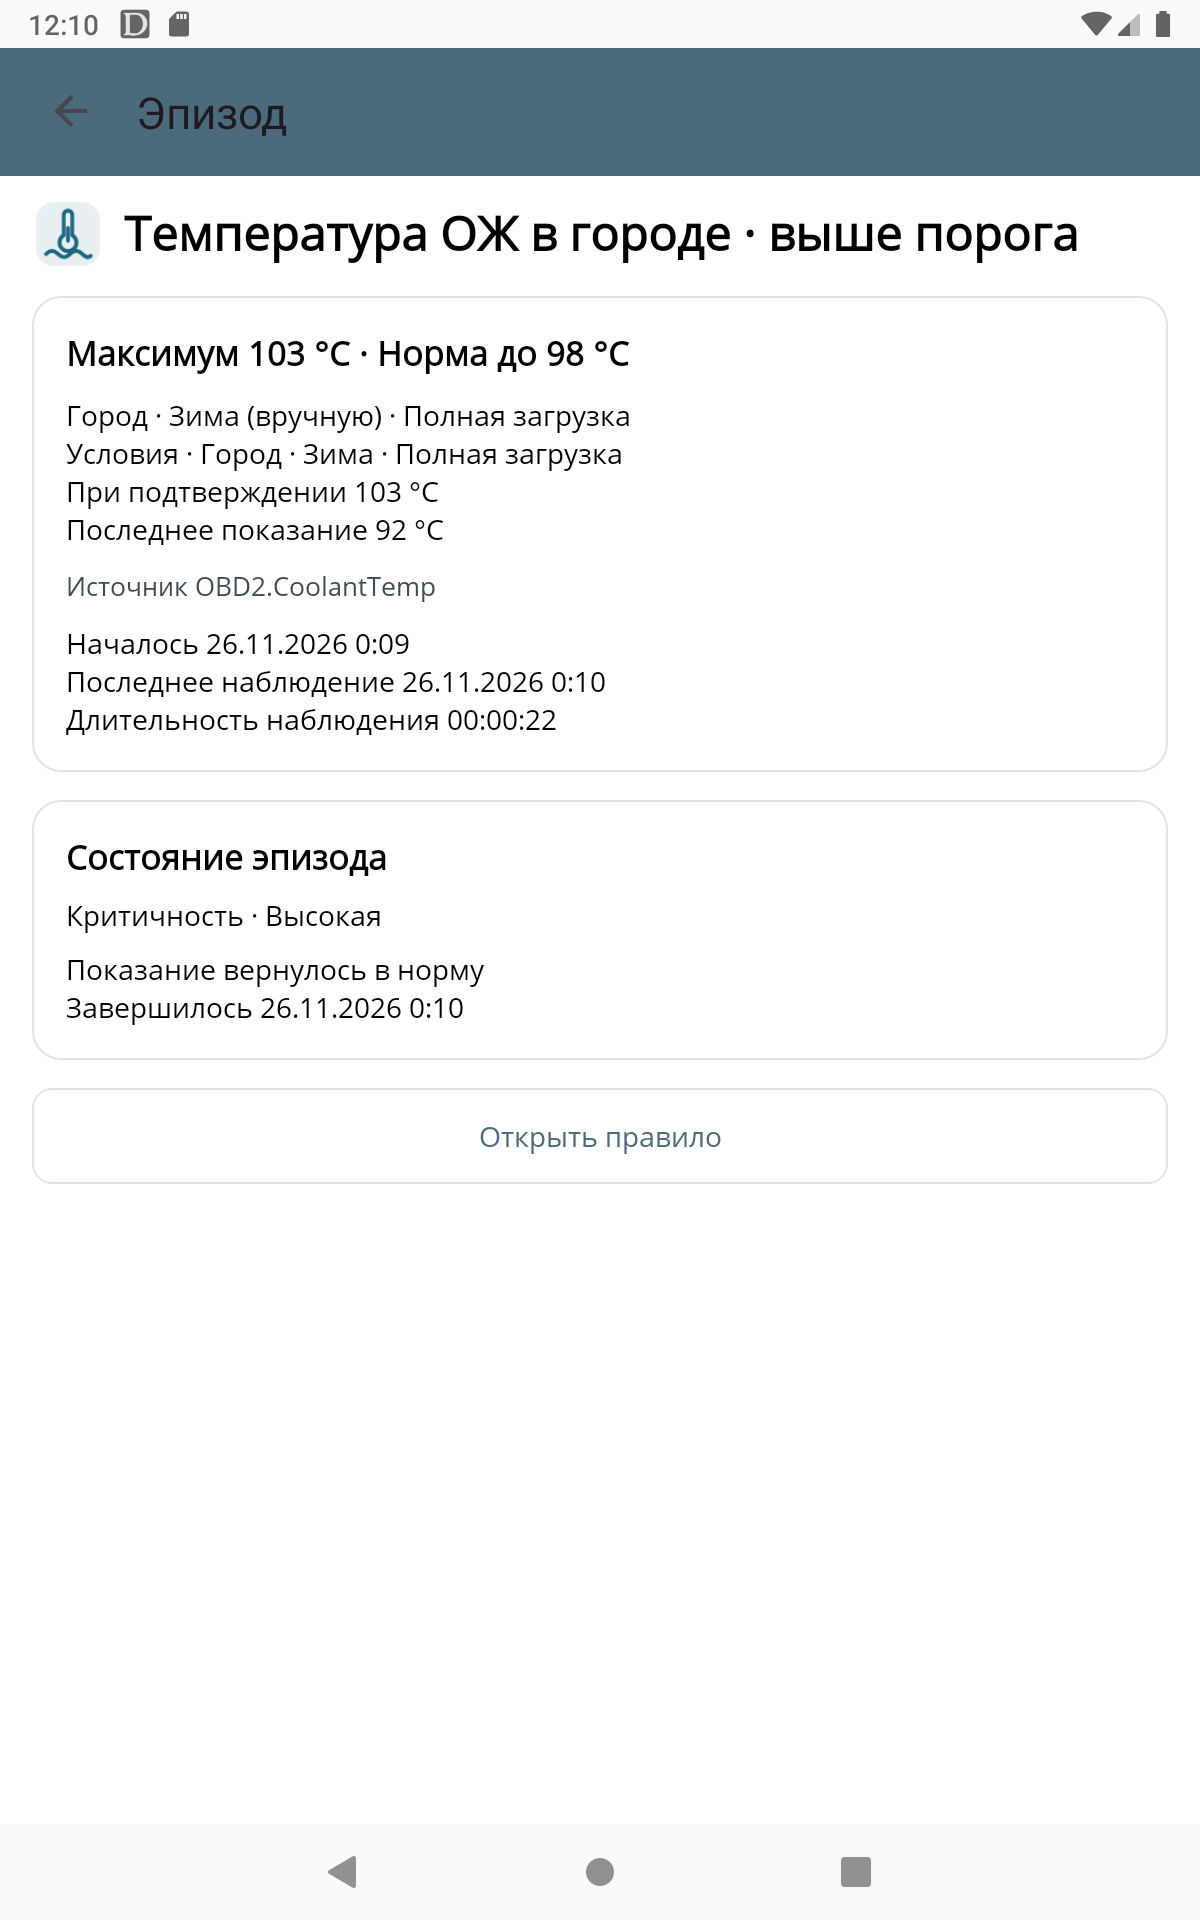 12:10
Эпизод
Температура ОЖ в городе · выше порога
Максимум 103 °C · Норма до 98 °C
Город · Зима (вручную) · Полная загрузка
Условия · Город · Зима · Полная загрузка
При подтверждении 103 °C
Последнее показание 92 °C
Источник OBD2.CoolantTemp
Началось 26.11.2026 0:09
Последнее наблюдение 26.11.2026 0:10
Длительность наблюдения 00:00:22
Состояние эпизода
Критичность · Высокая
Показание вернулось в норму
Завершилось 26.11.2026 0:10
Открыть правило